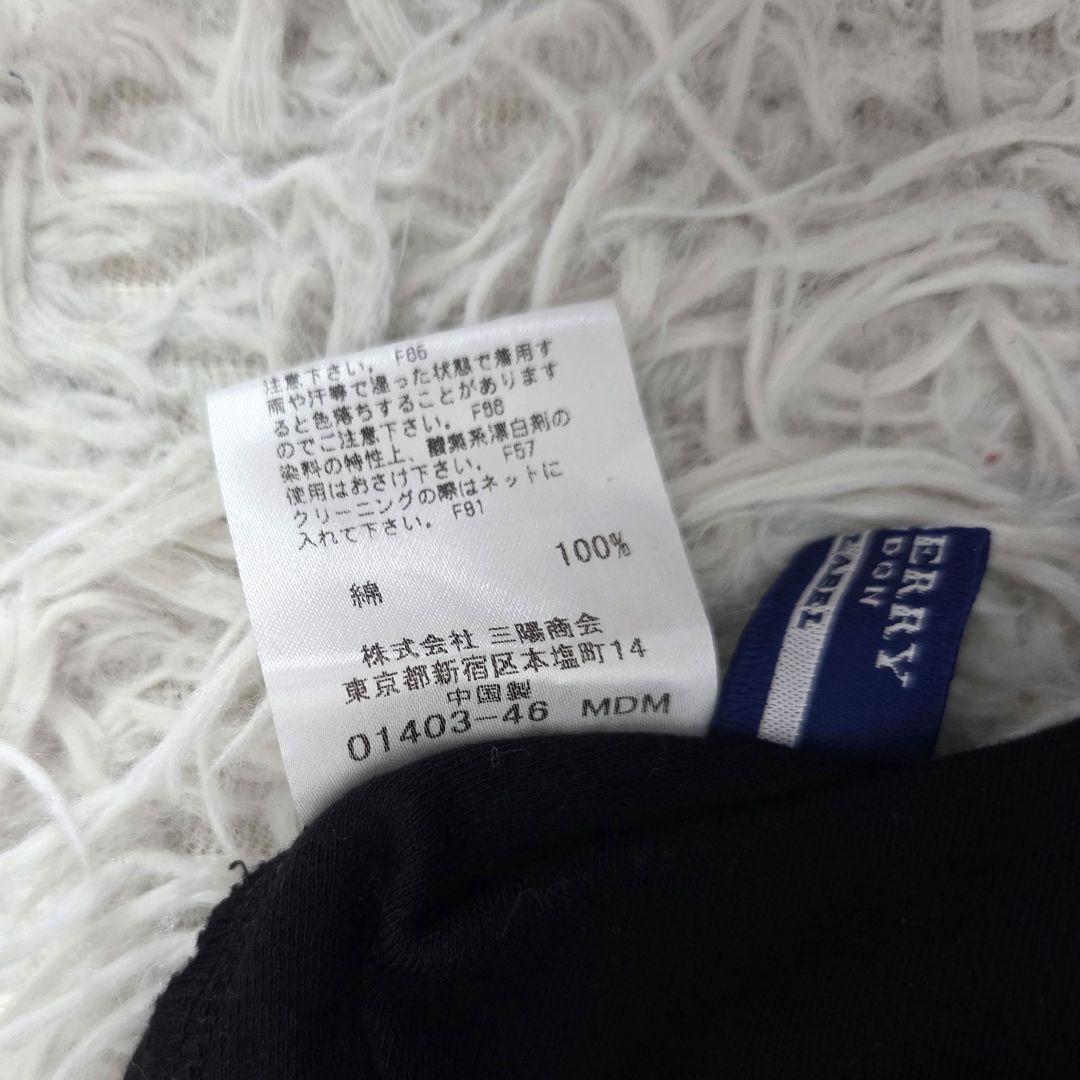 注意下さい。 F66
雨や汗等で湿った状態で着用す
ると色落ちすることがあります
のでご注意下さい。 F86
染料の特性上、酸素系漂白剤の
使用はおさけ下さい。 F57
クリーニングの際はネットに
入れて下さい。 F81
綿 100%
株式会社 三陽商会
東京都新宿区本塩町14
中国製
01403-46 MDM
ERRY
DON
LABEL